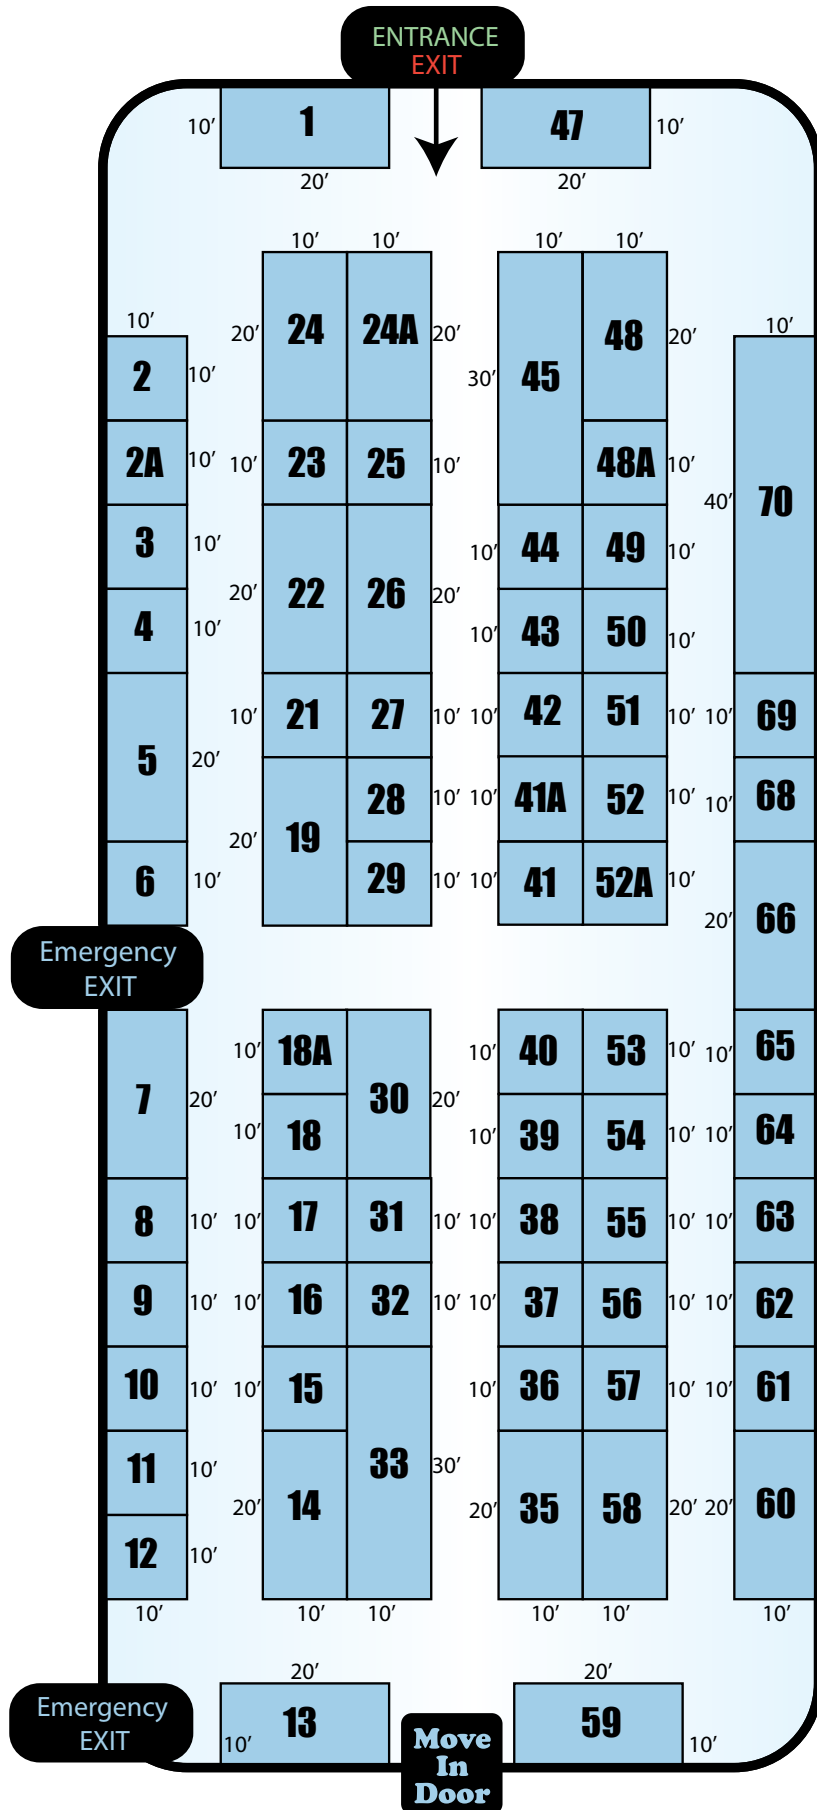 ENTRANCE
EXIT
10' 1 47 10'
20' 20'
10' 10' 10' 10'
10' 20' 24 24A 20' 48 20' 10'
2 10' 30' 45
2A 10' 10' 23 25 10' 48A 10'
40' 70
3 10' 10' 44 49 10'
20' 22 26 20'
4 10' 10' 43 50 10'
10' 21 27 10' 10' 42 51 10' 10' 69
5 20'
28 10' 10' 41A 52 10' 10' 68
20' 19
6 10' 29 10' 10' 41 52A 10'
20' 66
Emergency
EXIT
10' 18A 10' 40 53 10' 10' 65
7 20' 30 20'
10' 18 10' 39 54 10' 10' 64
8 10' 10' 17 31 10' 10' 38 55 10' 10' 63
9 10' 10' 16 32 10' 10' 37 56 10' 10' 62
10 10' 10' 15 10' 36 57 10' 10' 61
11 10' 33 30'
20' 14 20' 35 58 20' 20' 60
12 10'
10' 10' 10' 10' 10' 10'
20' 20'
Emergency
EXIT
10' 13 59 10'
Move
In
Door